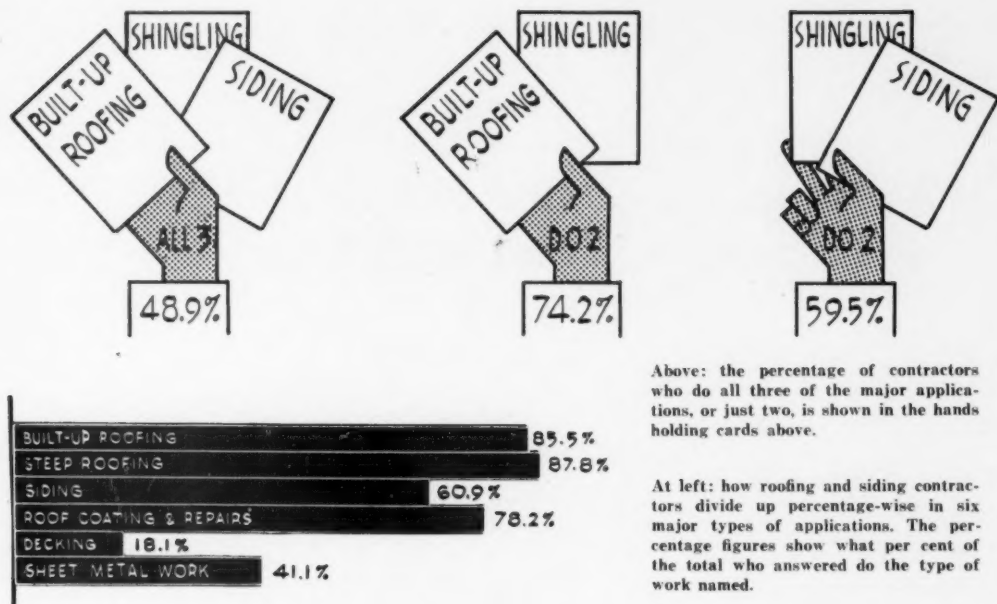 SHINGLING
BUILT-UP
ROOFING
SIDING
ALL 3
48.9%
SHINGLING
BUILT-UP
ROOFING
DO 2
74.2%
SHINGLING
SIDING
DO 2
59.5%
Above: the percentage of contractors
who do all three of the major applica-
tions, or just two, is shown in the hands
holding cards above.
BUILT-UP ROOFING 85.5%
STEEP ROOFING 87.8%
SIDING 60.9%
ROOF COATING & REPAIRS 78.2%
DECKING 18.1%
SHEET METAL WORK 41.1%
At left: how roofing and siding contrac-
tors divide up percentage-wise in six
major types of applications. The per-
centage figures show what per cent of
the total who answered do the type of
work named.